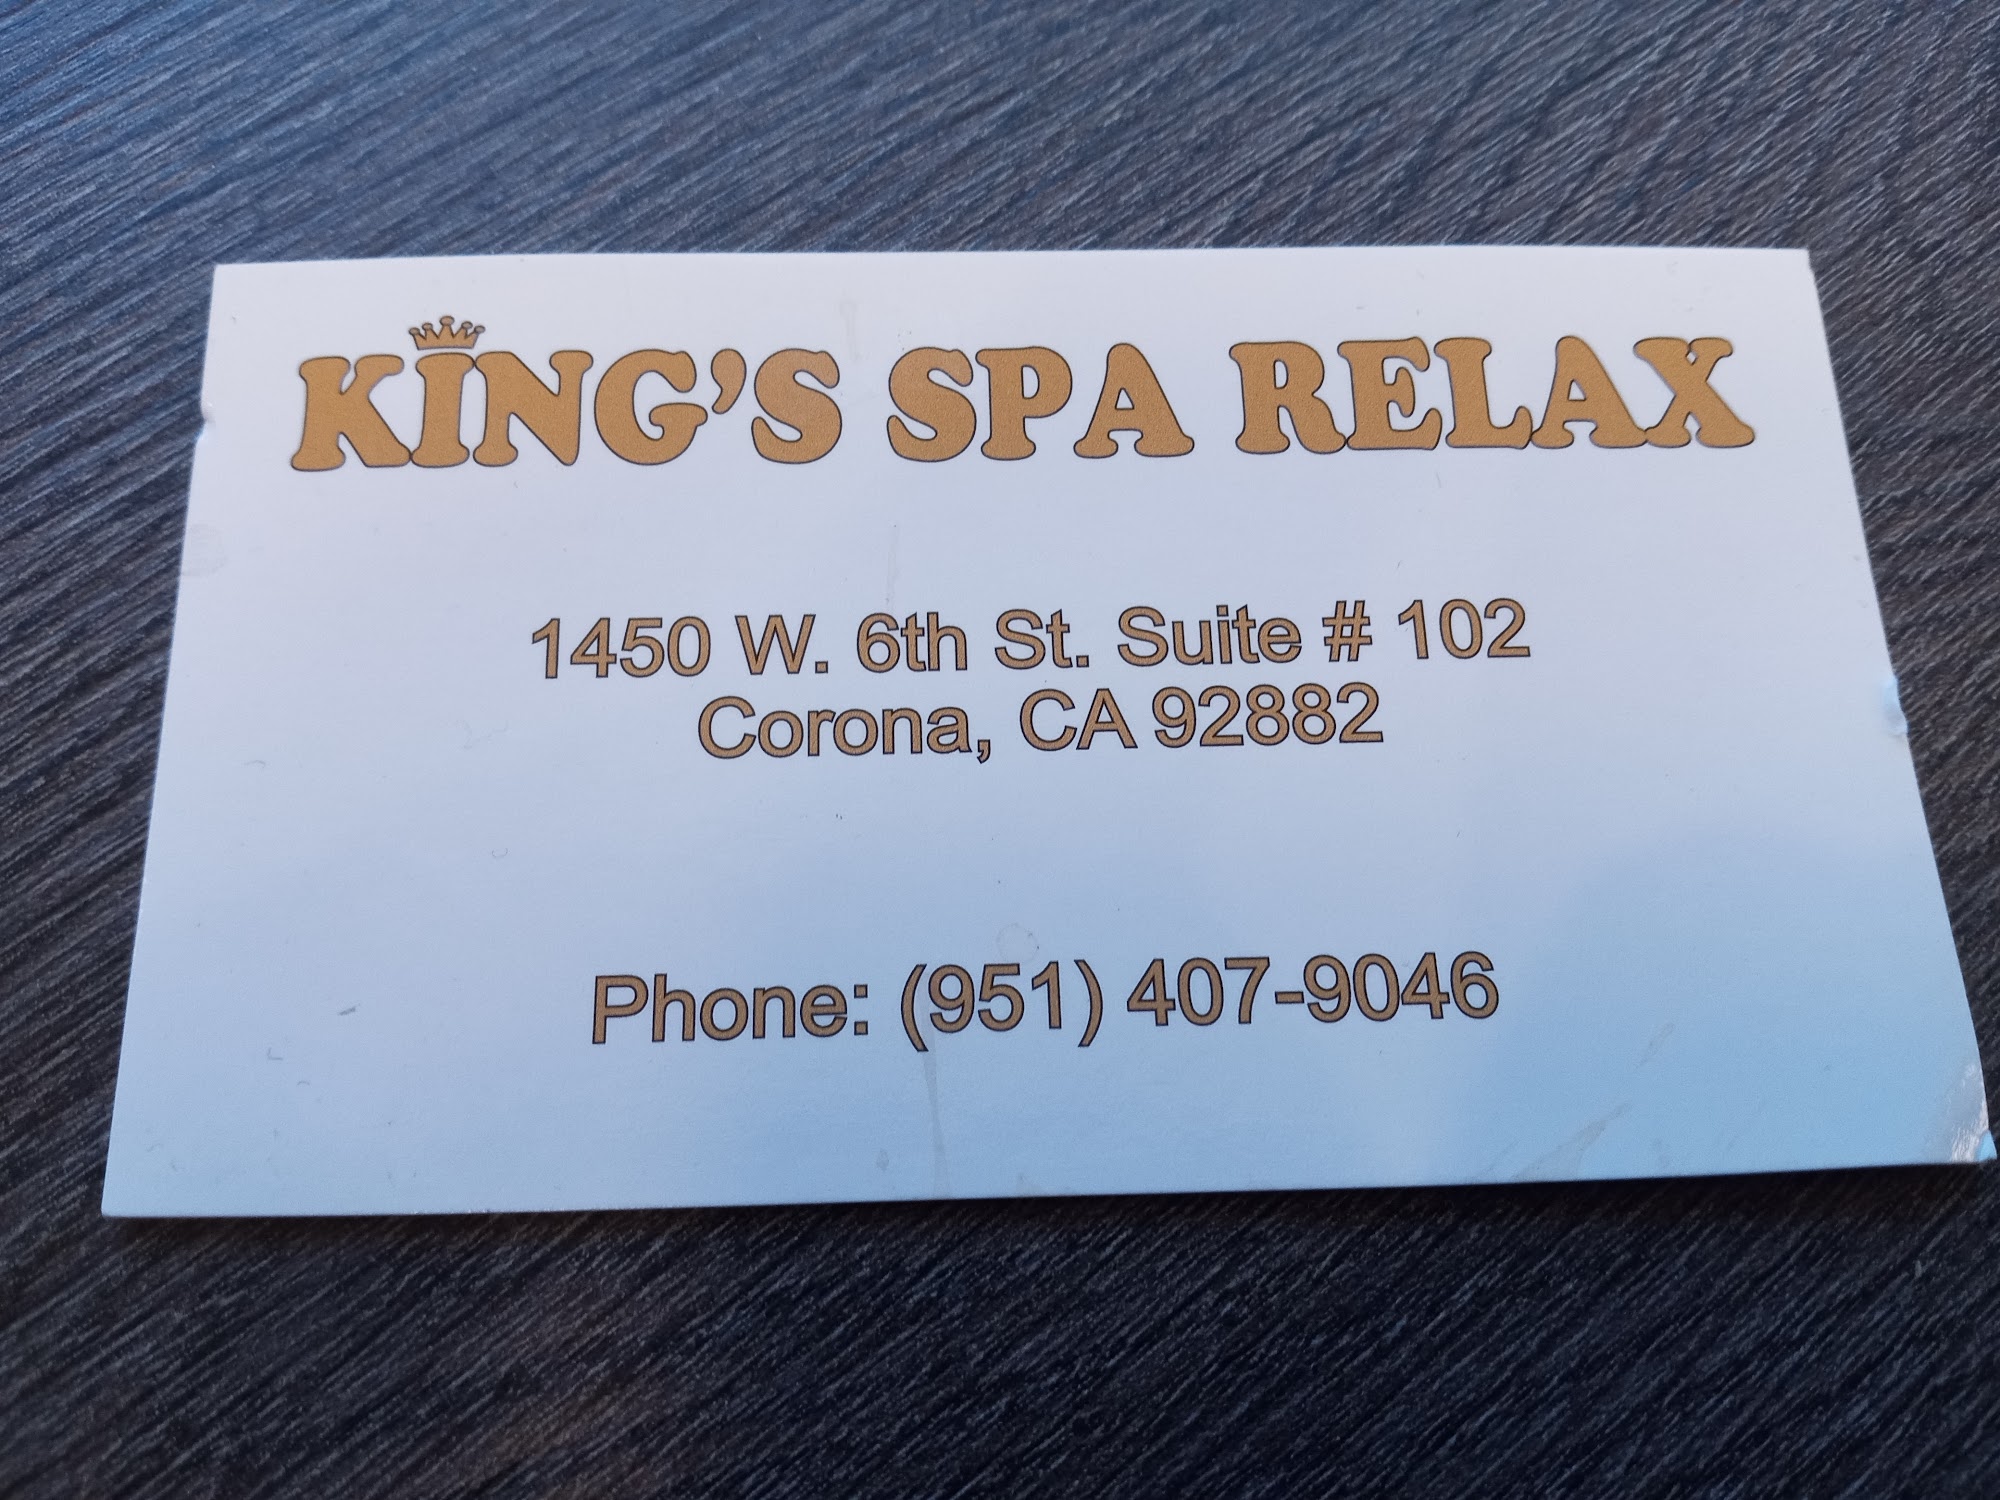 KING'S SPA RELAX
1450 W. 6th St. Suite # 102
Corona, CA 92882
Phone: (951) 407-9046